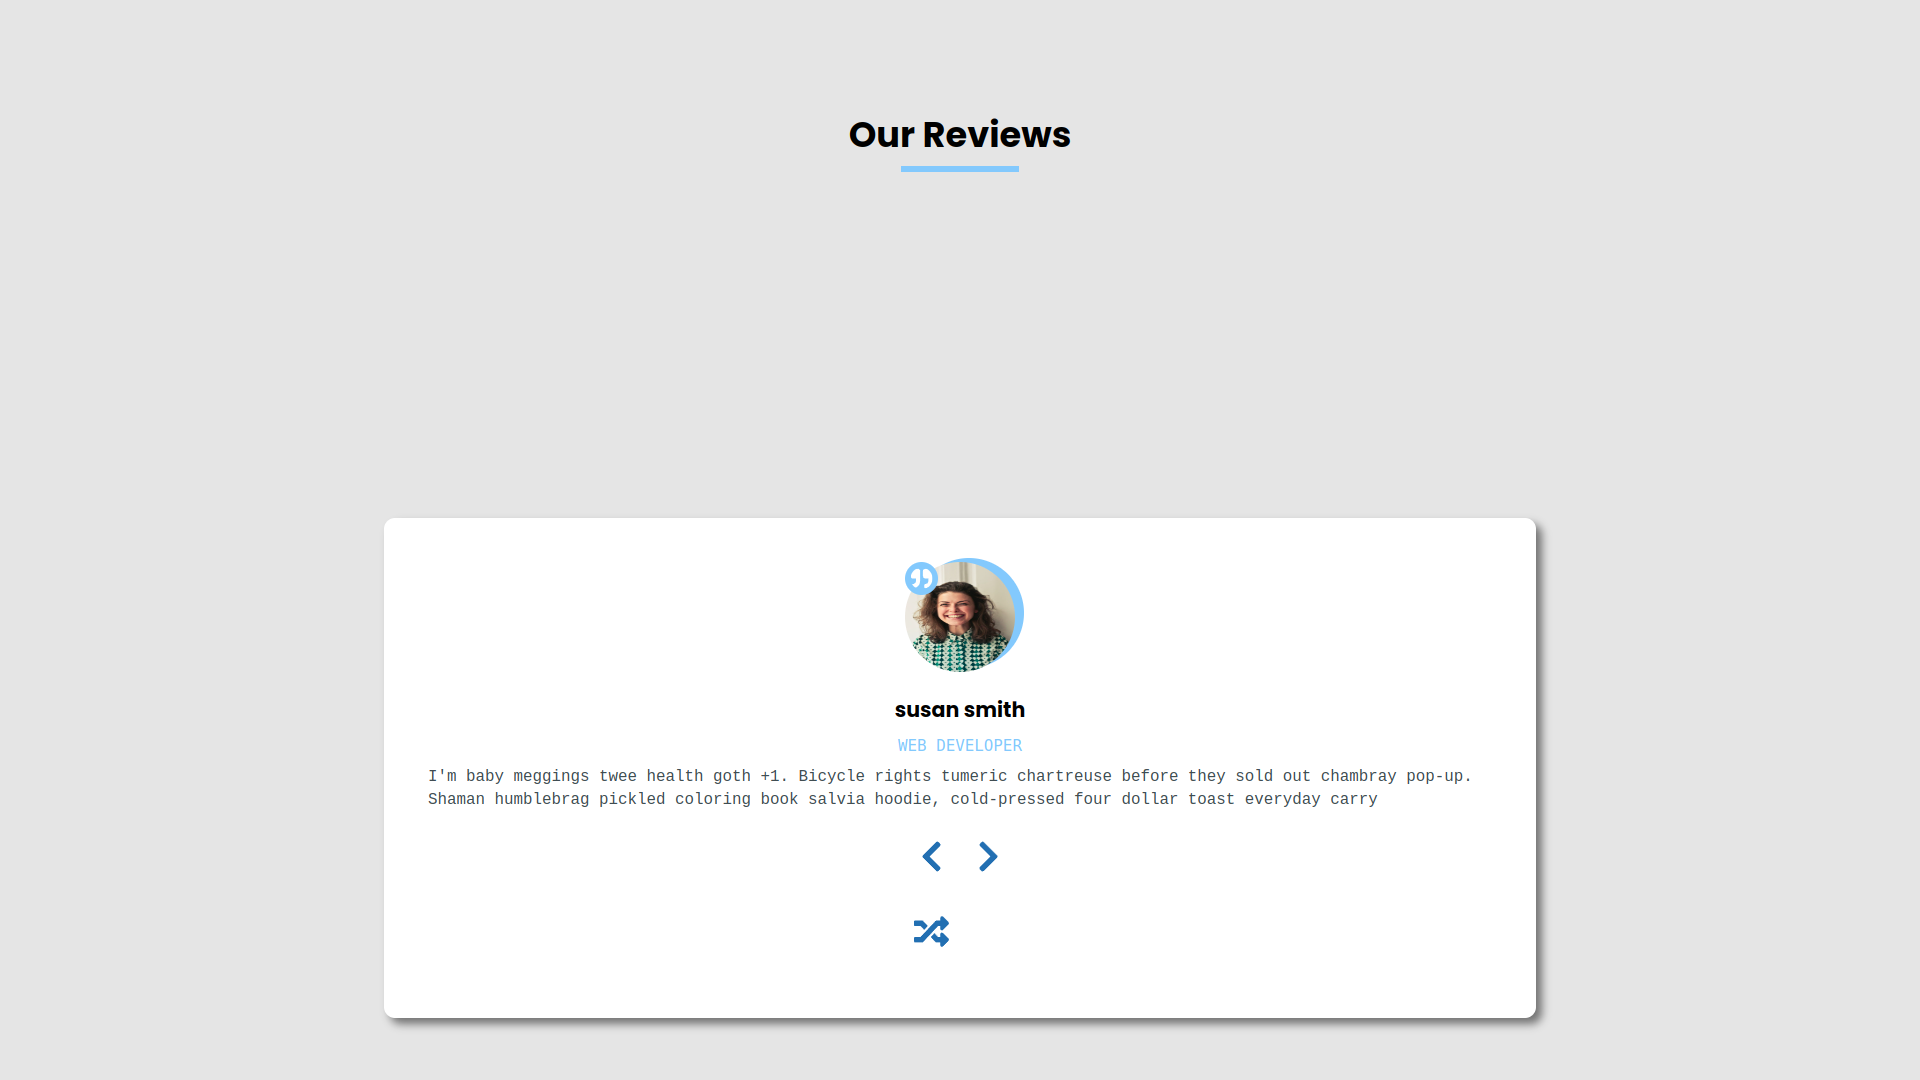 Our Reviews
susan smith
WEB DEVELOPER
I'm baby meggings twee health goth +1. Bicycle rights tumeric chartreuse before they sold out chambray pop-up.
Shaman humblebrag pickled coloring book salvia hoodie, cold-pressed four dollar toast everyday carry